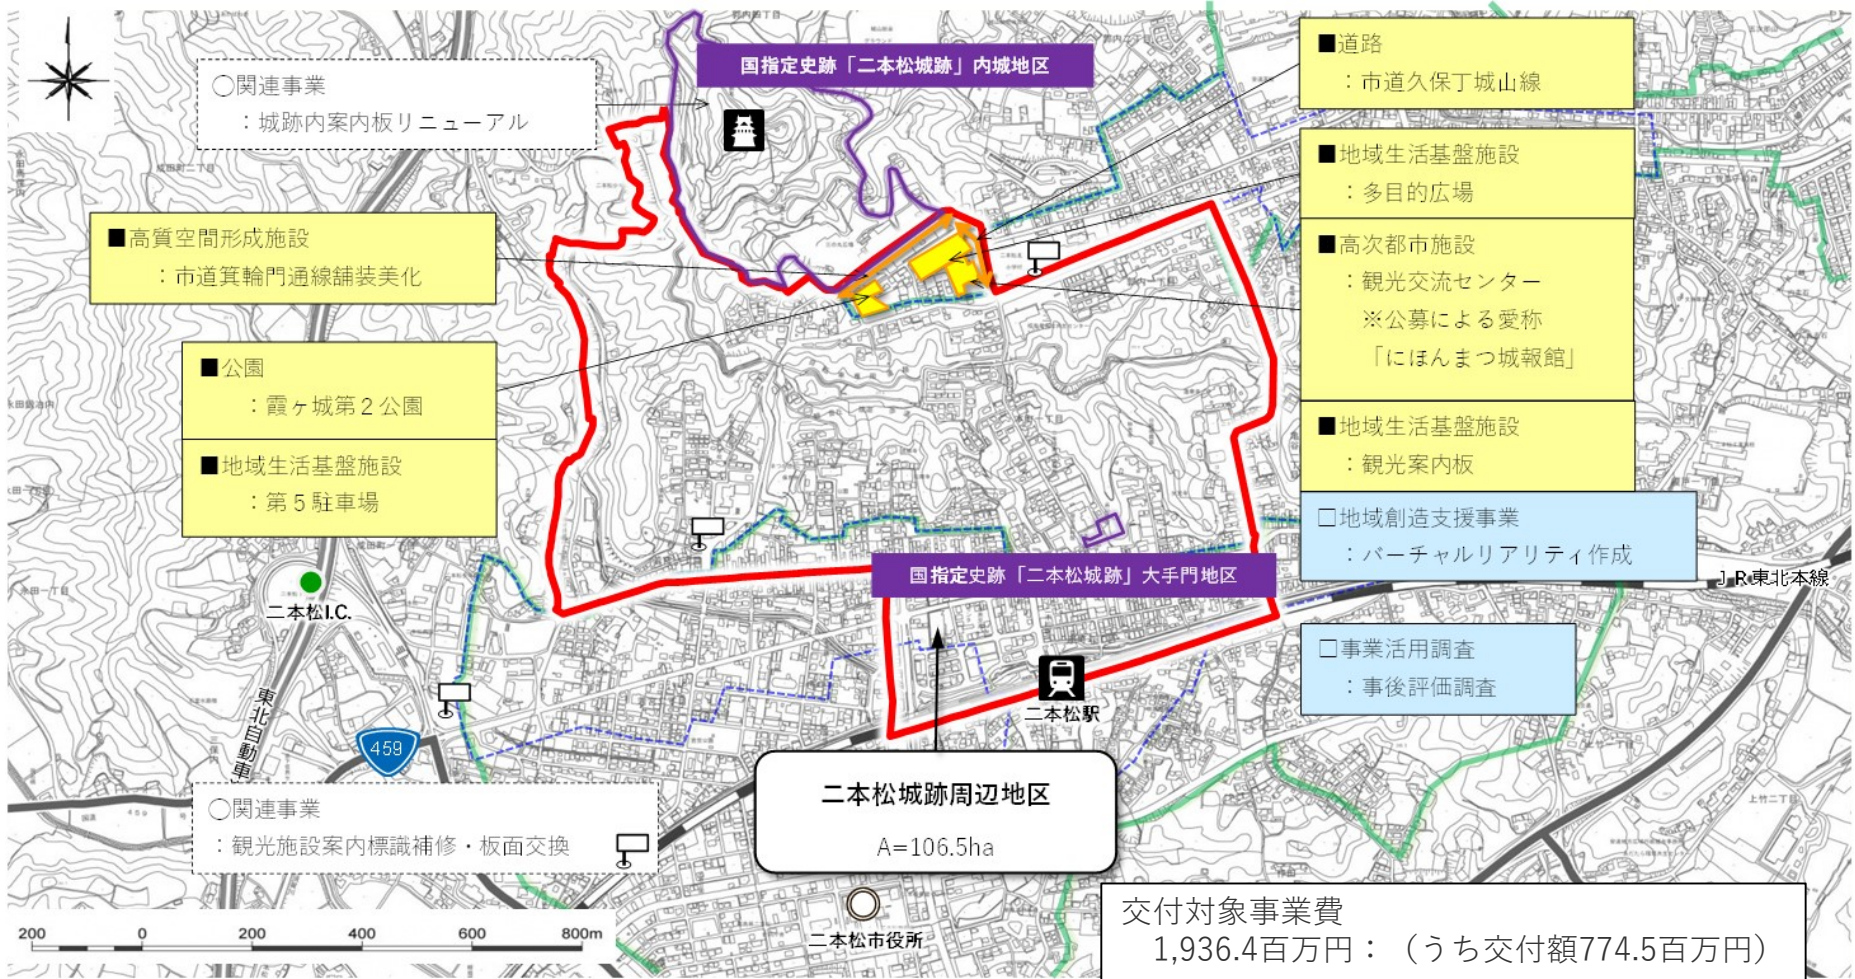 国指定史跡「二本松城跡」内城地区
○関連事業
：城跡内案内板リニューアル
■高質空間形成施設
：市道箕輪門通線舗装美化
■公園
：霞ヶ城第2公園
■地域生活基盤施設
：第5駐車場
■道路
：市道久保丁城山線
■地域生活基盤施設
：多目的広場
■高次都市施設
：観光交流センター
※公募による愛称
「にほんまつ城報館」
■地域生活基盤施設
：観光案内板
□地域創造支援事業
：バーチャルリアリティ作成
□事業活用調査
：事後評価調査
国指定史跡「二本松城跡」大手門地区
JR東北本線
二本松I.C.
東北自動車
459
二本松駅
○関連事業
：観光施設案内標識補修・板面交換
二本松城跡周辺地区
A=106.5ha
二本松市役所
上竹二丁目
200 0 200 400 600 800m
交付対象事業費
1,936.4百万円：（うち交付額774.5百万円）